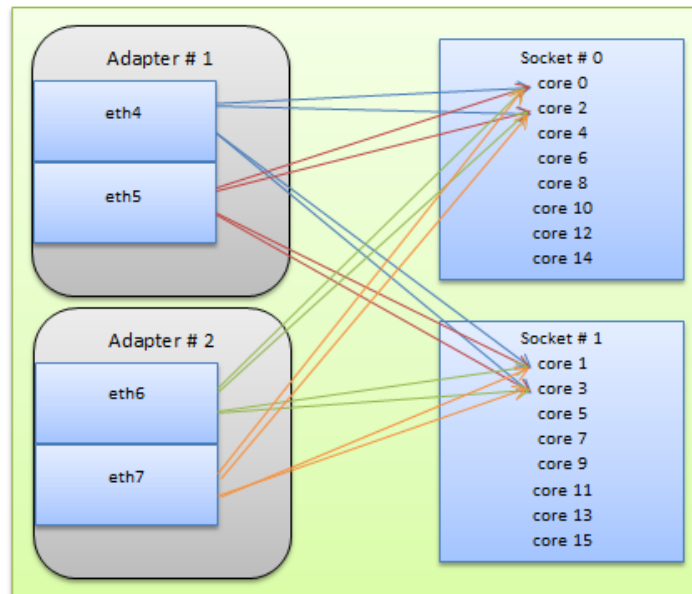 Adapter # 1
eth4
eth5
Adapter # 2
eth6
eth7
Socket # 0
core 0
core 2
core 4
core 6
core 8
core 10
core 12
core 14
Socket # 1
core 1
core 3
core 5
core 7
core 9
core 11
core 13
core 15